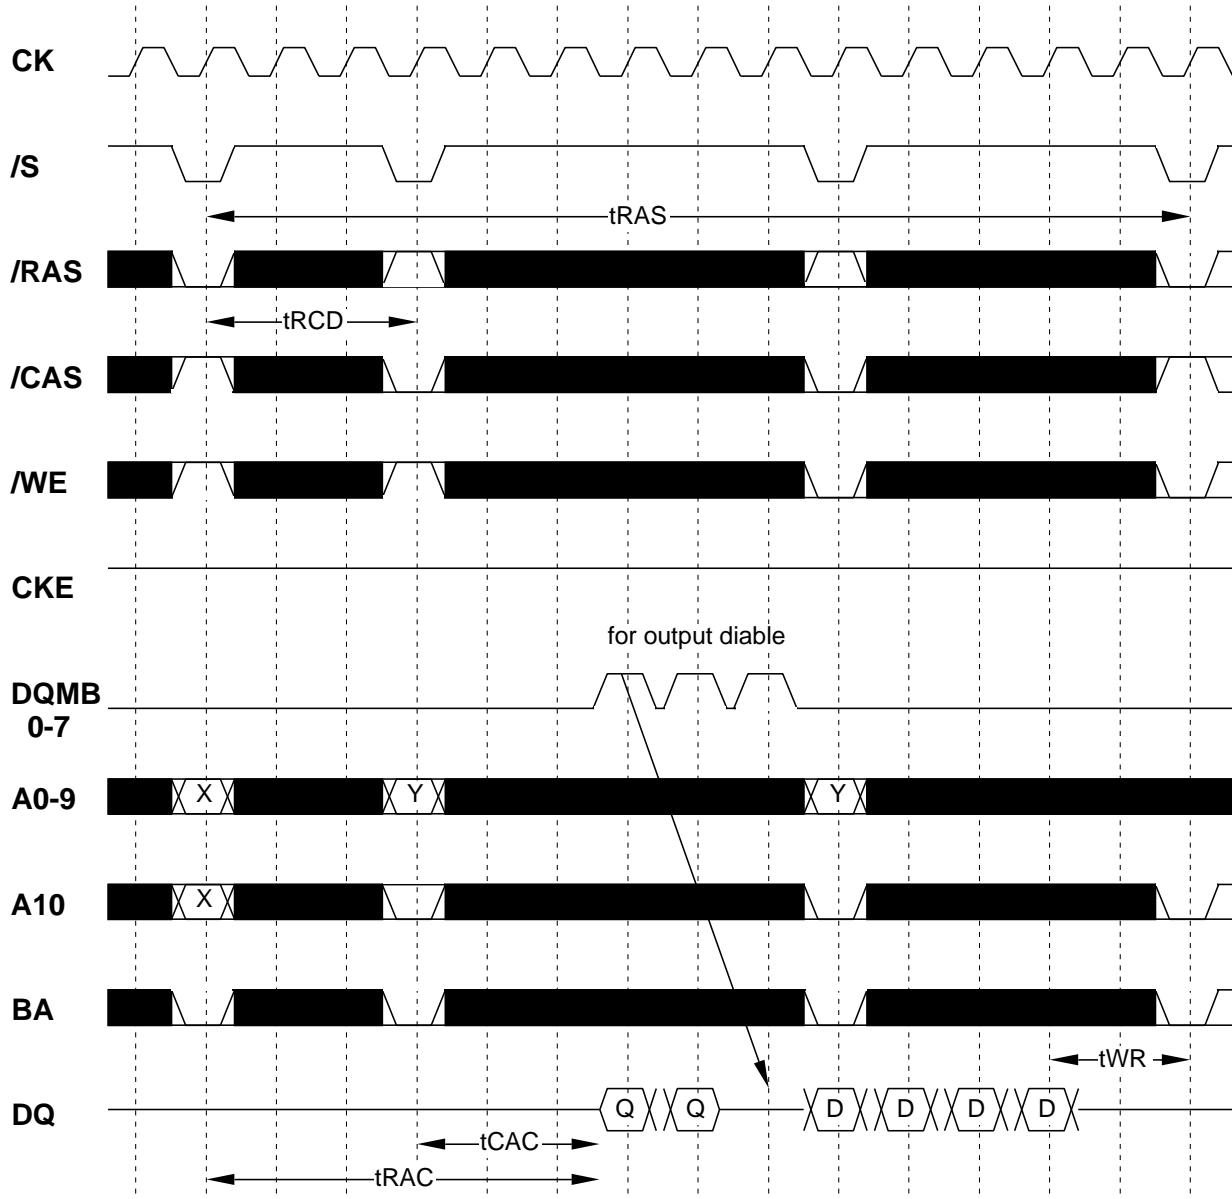 CK
/S
tRAS
/RAS
tRCD
/CAS
/WE
CKE
for output diable
DQMB
0-7
A0-9 X Y Y
A10 X
BA
tWR
DQ Q Q D D D D
tCAC
tRAC